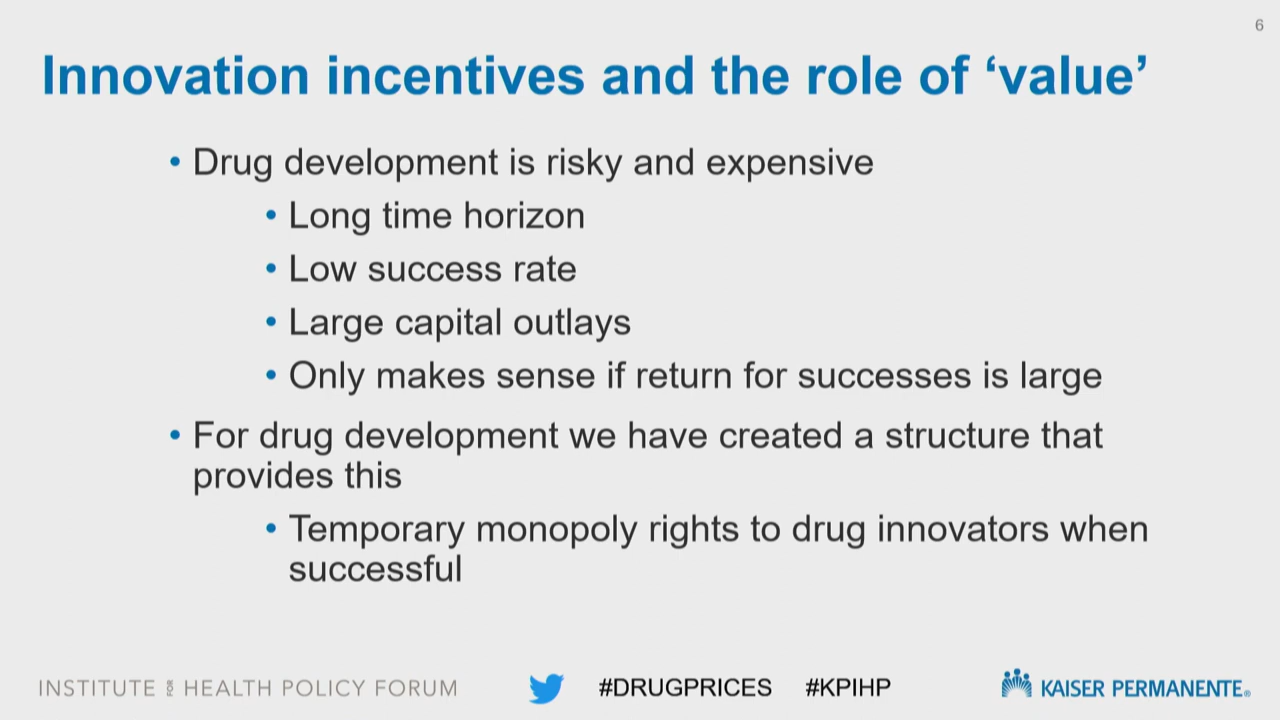 6
Innovation incentives and the role of ‘value’
• Drug development is risky and expensive
• Long time horizon
• Low success rate
• Large capital outlays
• Only makes sense if return for successes is large
• For drug development we have created a structure that
provides this
• Temporary monopoly rights to drug innovators when
successful
INSTITUTE FOR HEALTH POLICY FORUM
#DRUGPRICES #KPIHP
KAISER PERMANENTE®